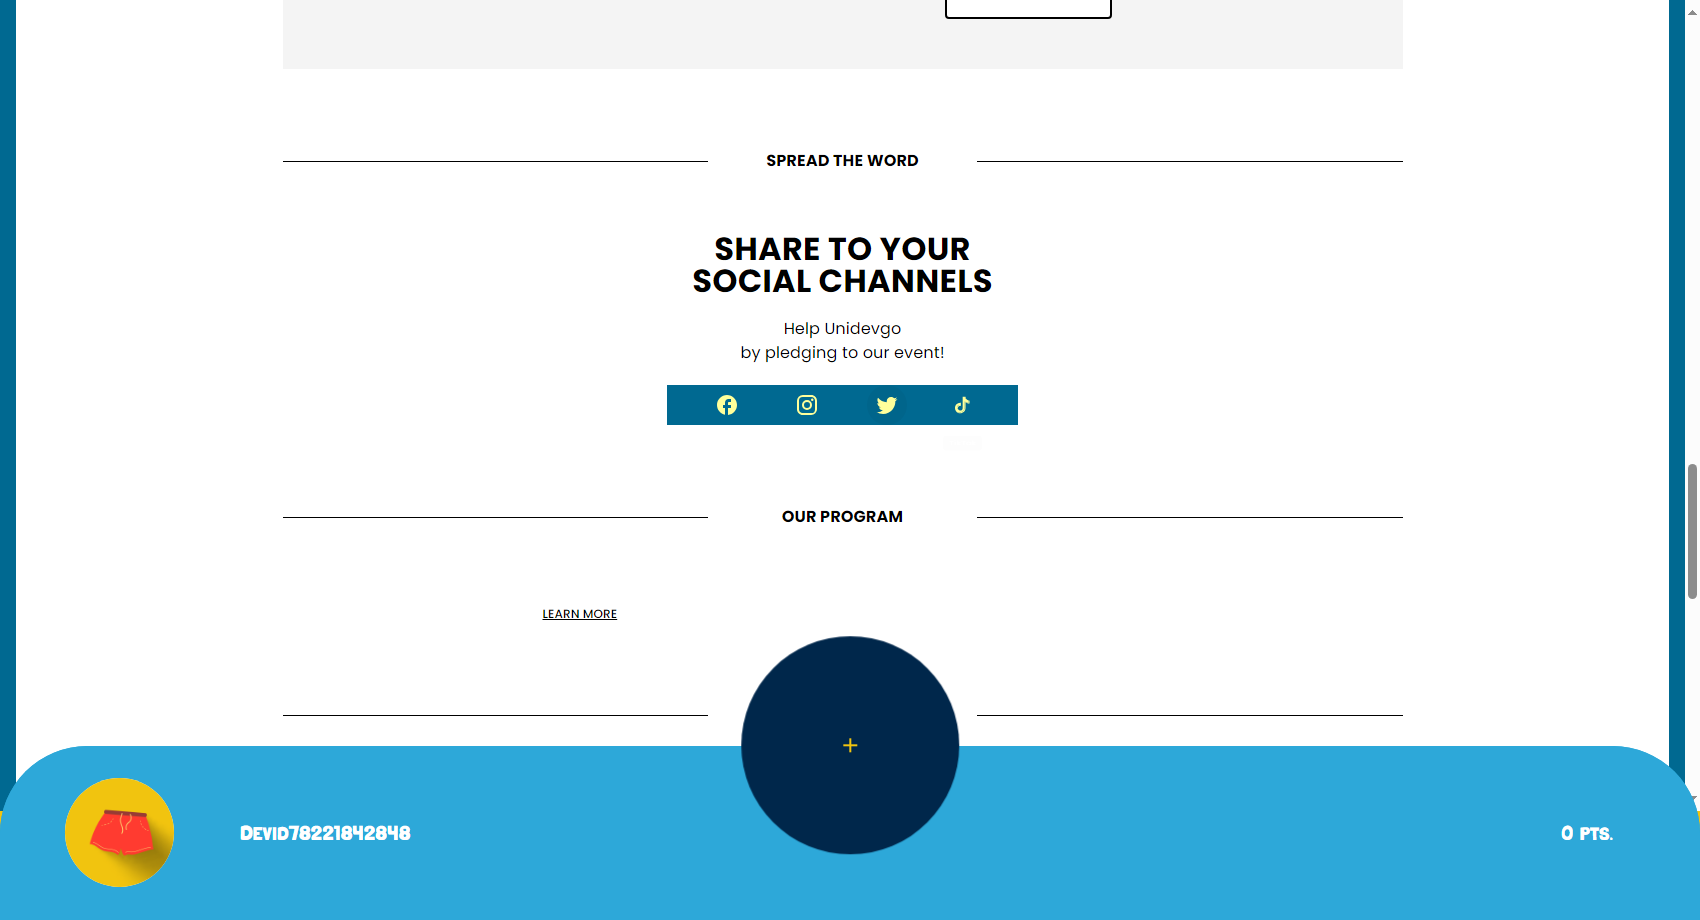 SPREAD THE WORD
SHARE TO YOUR
SOCIAL CHANNELS
Help Unidevgo
by pledging to our event!
OUR PROGRAM
LEARN MORE
+
Devid78221842848
0 pts.